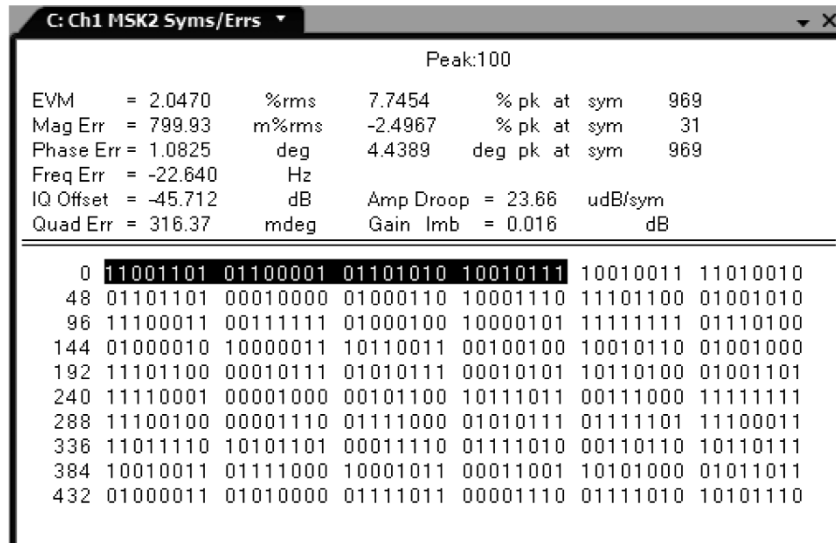 C: Ch1 MSK2 Syms/Errs
Peak:100
EVM = 2.0470 %rms 7.7454 % pk at sym 969
Mag Err = 799.93 m%rms -2.4967 % pk at sym 31
Phase Err = 1.0825 deg 4.4389 deg pk at sym 969
Freq Err = -22.640 Hz
IQ Offset = -45.712 dB Amp Droop = 23.66 udB/sym
Quad Err = 316.37 mdeg Gain Imb = 0.016 dB
0 11001101 01100001 01101010 10010111 10010011 11010010
48 01101101 00010000 01000110 10001110 11101100 01001010
96 11100011 00111111 01000100 10000101 11111111 01110100
144 01000010 10000011 10110011 00100100 10010110 01001000
192 11101100 00010111 01010111 00010101 10110100 01001101
240 11110001 00001000 00101100 10111011 00111000 11111111
288 11100100 00001110 01111000 01010111 01111101 11100011
336 11011110 10101101 00011110 01111010 00110110 10110111
384 10010011 01111000 10001011 00011001 10101000 01011011
432 01000011 01010000 01111011 00001110 01111010 10101110